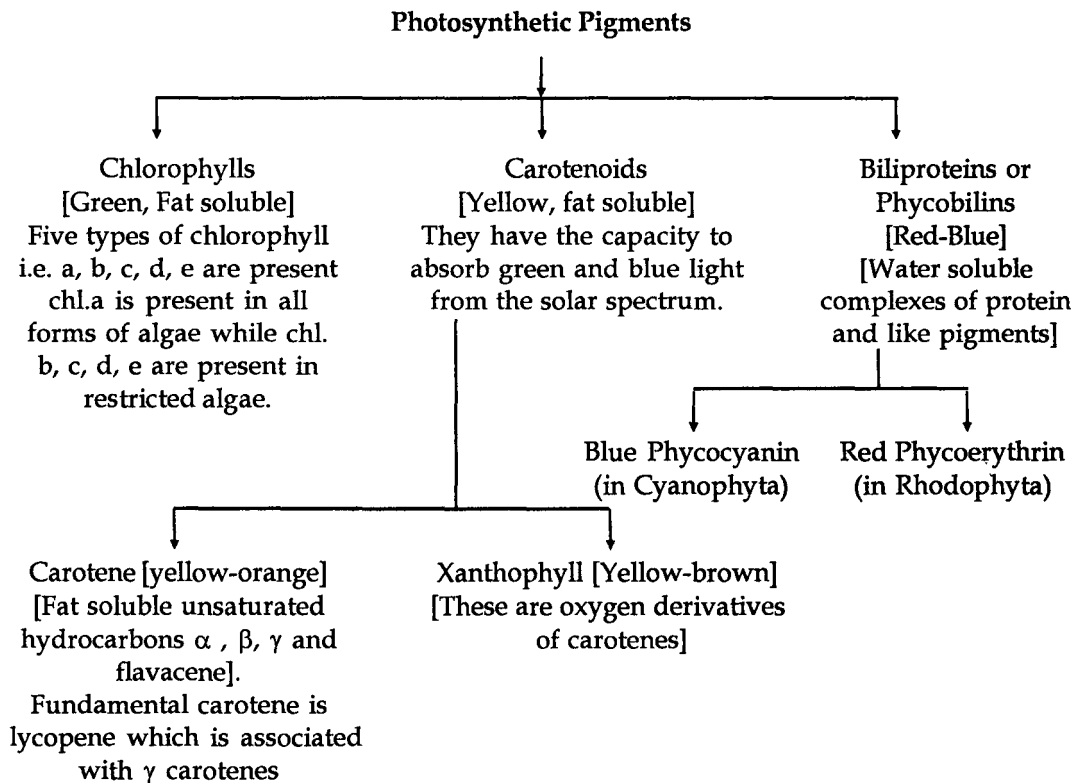 Photosynthetic Pigments
Chlorophylls
[Green, Fat soluble]
Five types of chlorophyll
i.e. a, b, c, d, e are present
chl.a is present in all
forms of algae while chl.
b, c, d, e are present in
restricted algae.
Carotenoids
[Yellow, fat soluble]
They have the capacity to
absorb green and blue light
from the solar spectrum.
Biliproteins or
Phycobilins
[Red-Blue]
[Water soluble
complexes of protein
and like pigments]
Blue Phycocyanin
(in Cyanophyta)
Red Phycoerythrin
(in Rhodophyta)
Carotene [yellow-orange]
[Fat soluble unsaturated
hydrocarbons α , β, γ and
flavacene].
Fundamental carotene is
lycopene which is associated
with γ carotenes
Xanthophyll [Yellow-brown]
[These are oxygen derivatives
of carotenes]